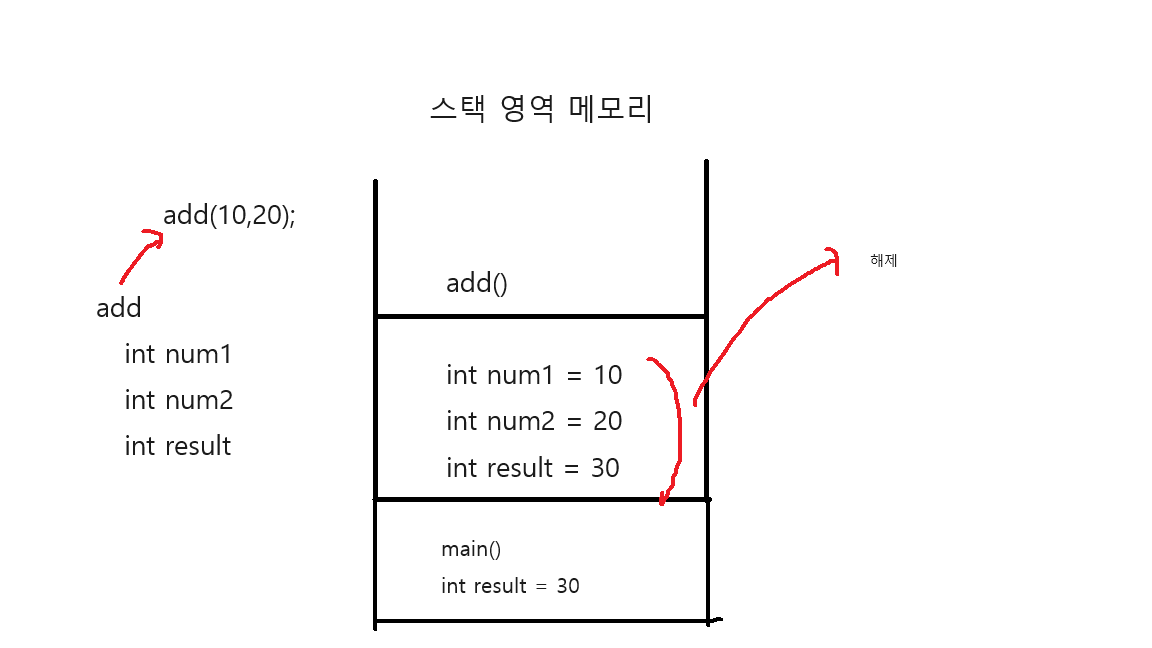 스택 영역 메모리
add(10,20);
add
int num1
int num2
int result
add()
int num1 = 10
int num2 = 20
int result = 30
main()
int result = 30
해제